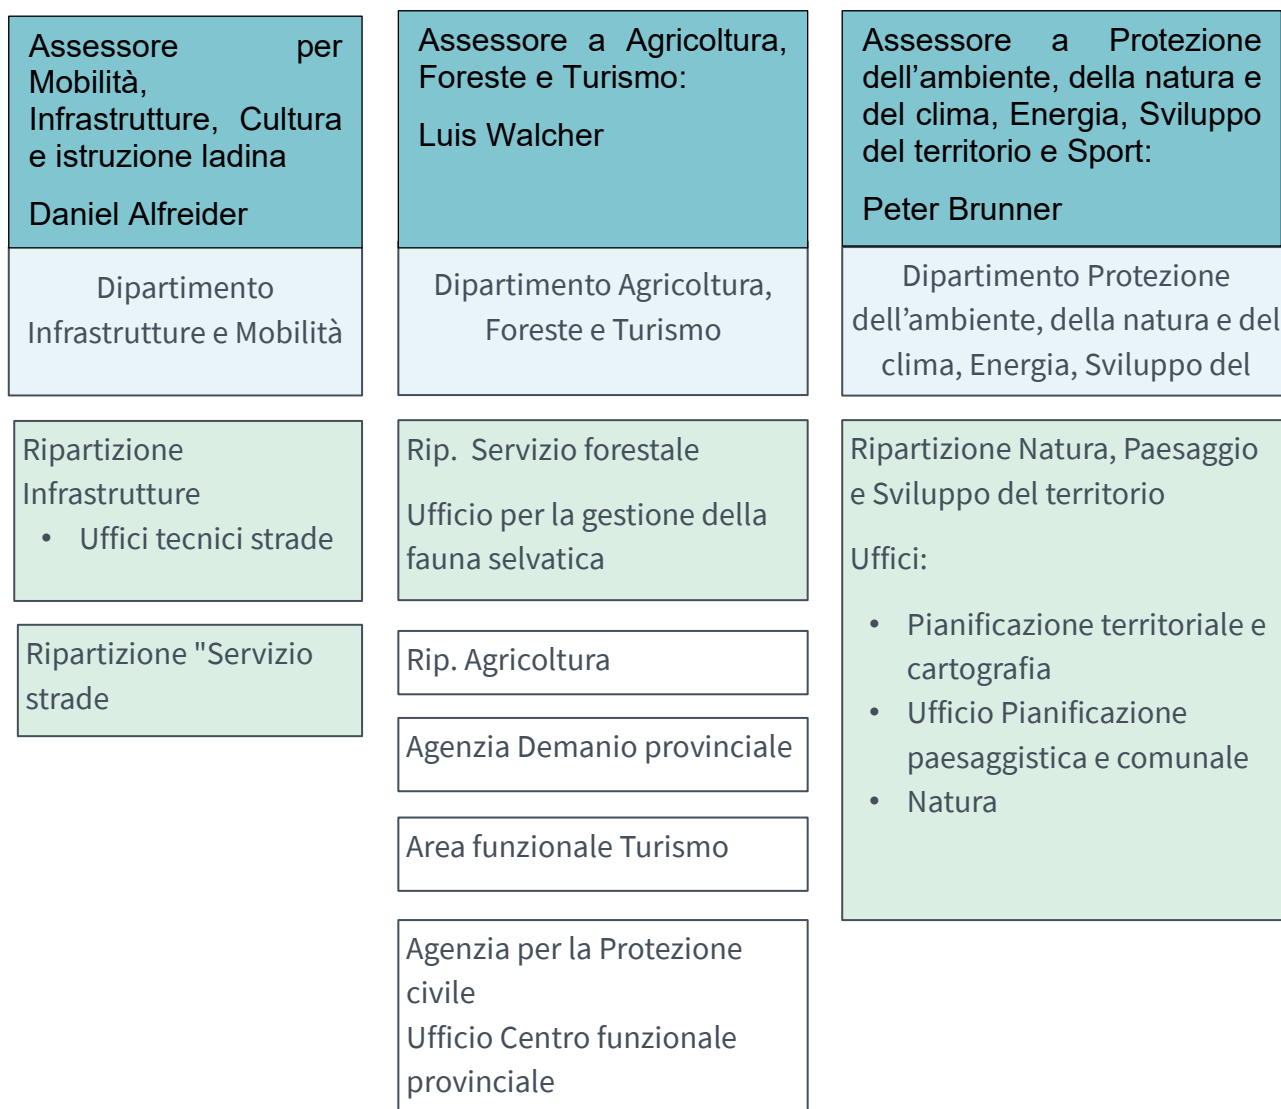 Assessore per
Mobilità,
Infrastrutture, Cultura
e istruzione ladina
Daniel Alfreider
Dipartimento
Infrastrutture e Mobilità
Ripartizione
Infrastrutture
• Uffici tecnici strade
Ripartizione "Servizio
strade
Assessore a Agricoltura,
Foreste e Turismo:
Luis Walcher
Dipartimento Agricoltura,
Foreste e Turismo
Rip. Servizio forestale
Ufficio per la gestione della
fauna selvatica
Rip. Agricoltura
Agenzia Demanio provinciale
Area funzionale Turismo
Agenzia per la Protezione
civile
Ufficio Centro funzionale
provinciale
Assessore a Protezione
dell’ambiente, della natura e
del clima, Energia, Sviluppo
del territorio e Sport:
Peter Brunner
Dipartimento Protezione
dell’ambiente, della natura e del
clima, Energia, Sviluppo del
Ripartizione Natura, Paesaggio
e Sviluppo del territorio
Uffici:
• Pianificazione territoriale e
cartografia
• Ufficio Pianificazione
paesaggistica e comunale
• Natura